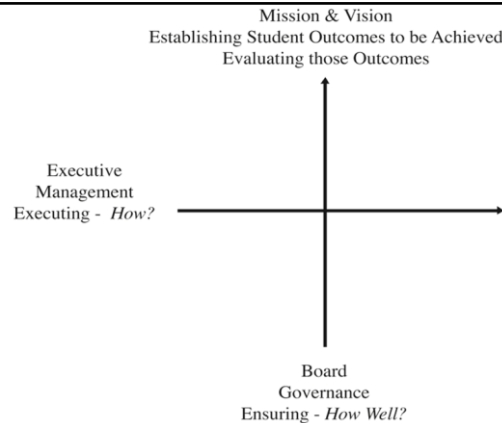 Mission & Vision
Establishing Student Outcomes to be Achieved
Evaluating those Outcomes
Executive
Management
Executing - How?
Board
Governance
Ensuring - How Well?